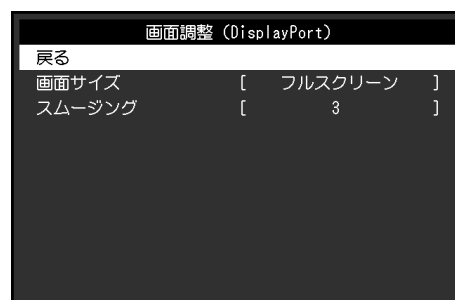 画面調整 (DisplayPort)
戻る
画面サイズ [ フルスクリーン ]
スムージング [ 3 ]